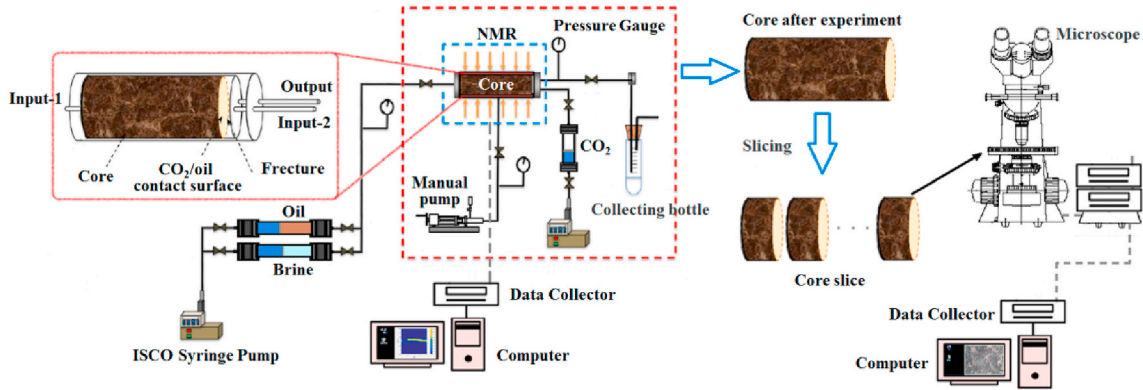 NMR
Pressure Gauge
Core after experiment
Microscope
Input-1
Output
Input-2
Core
CO2/oil
contact surface
Frecture
Core
CO2
Manual
pump
Collecting bottle
Slicing
Oil
Brine
Core slice
ISCO Syringe Pump
Data Collector
Computer
Data Collector
Computer